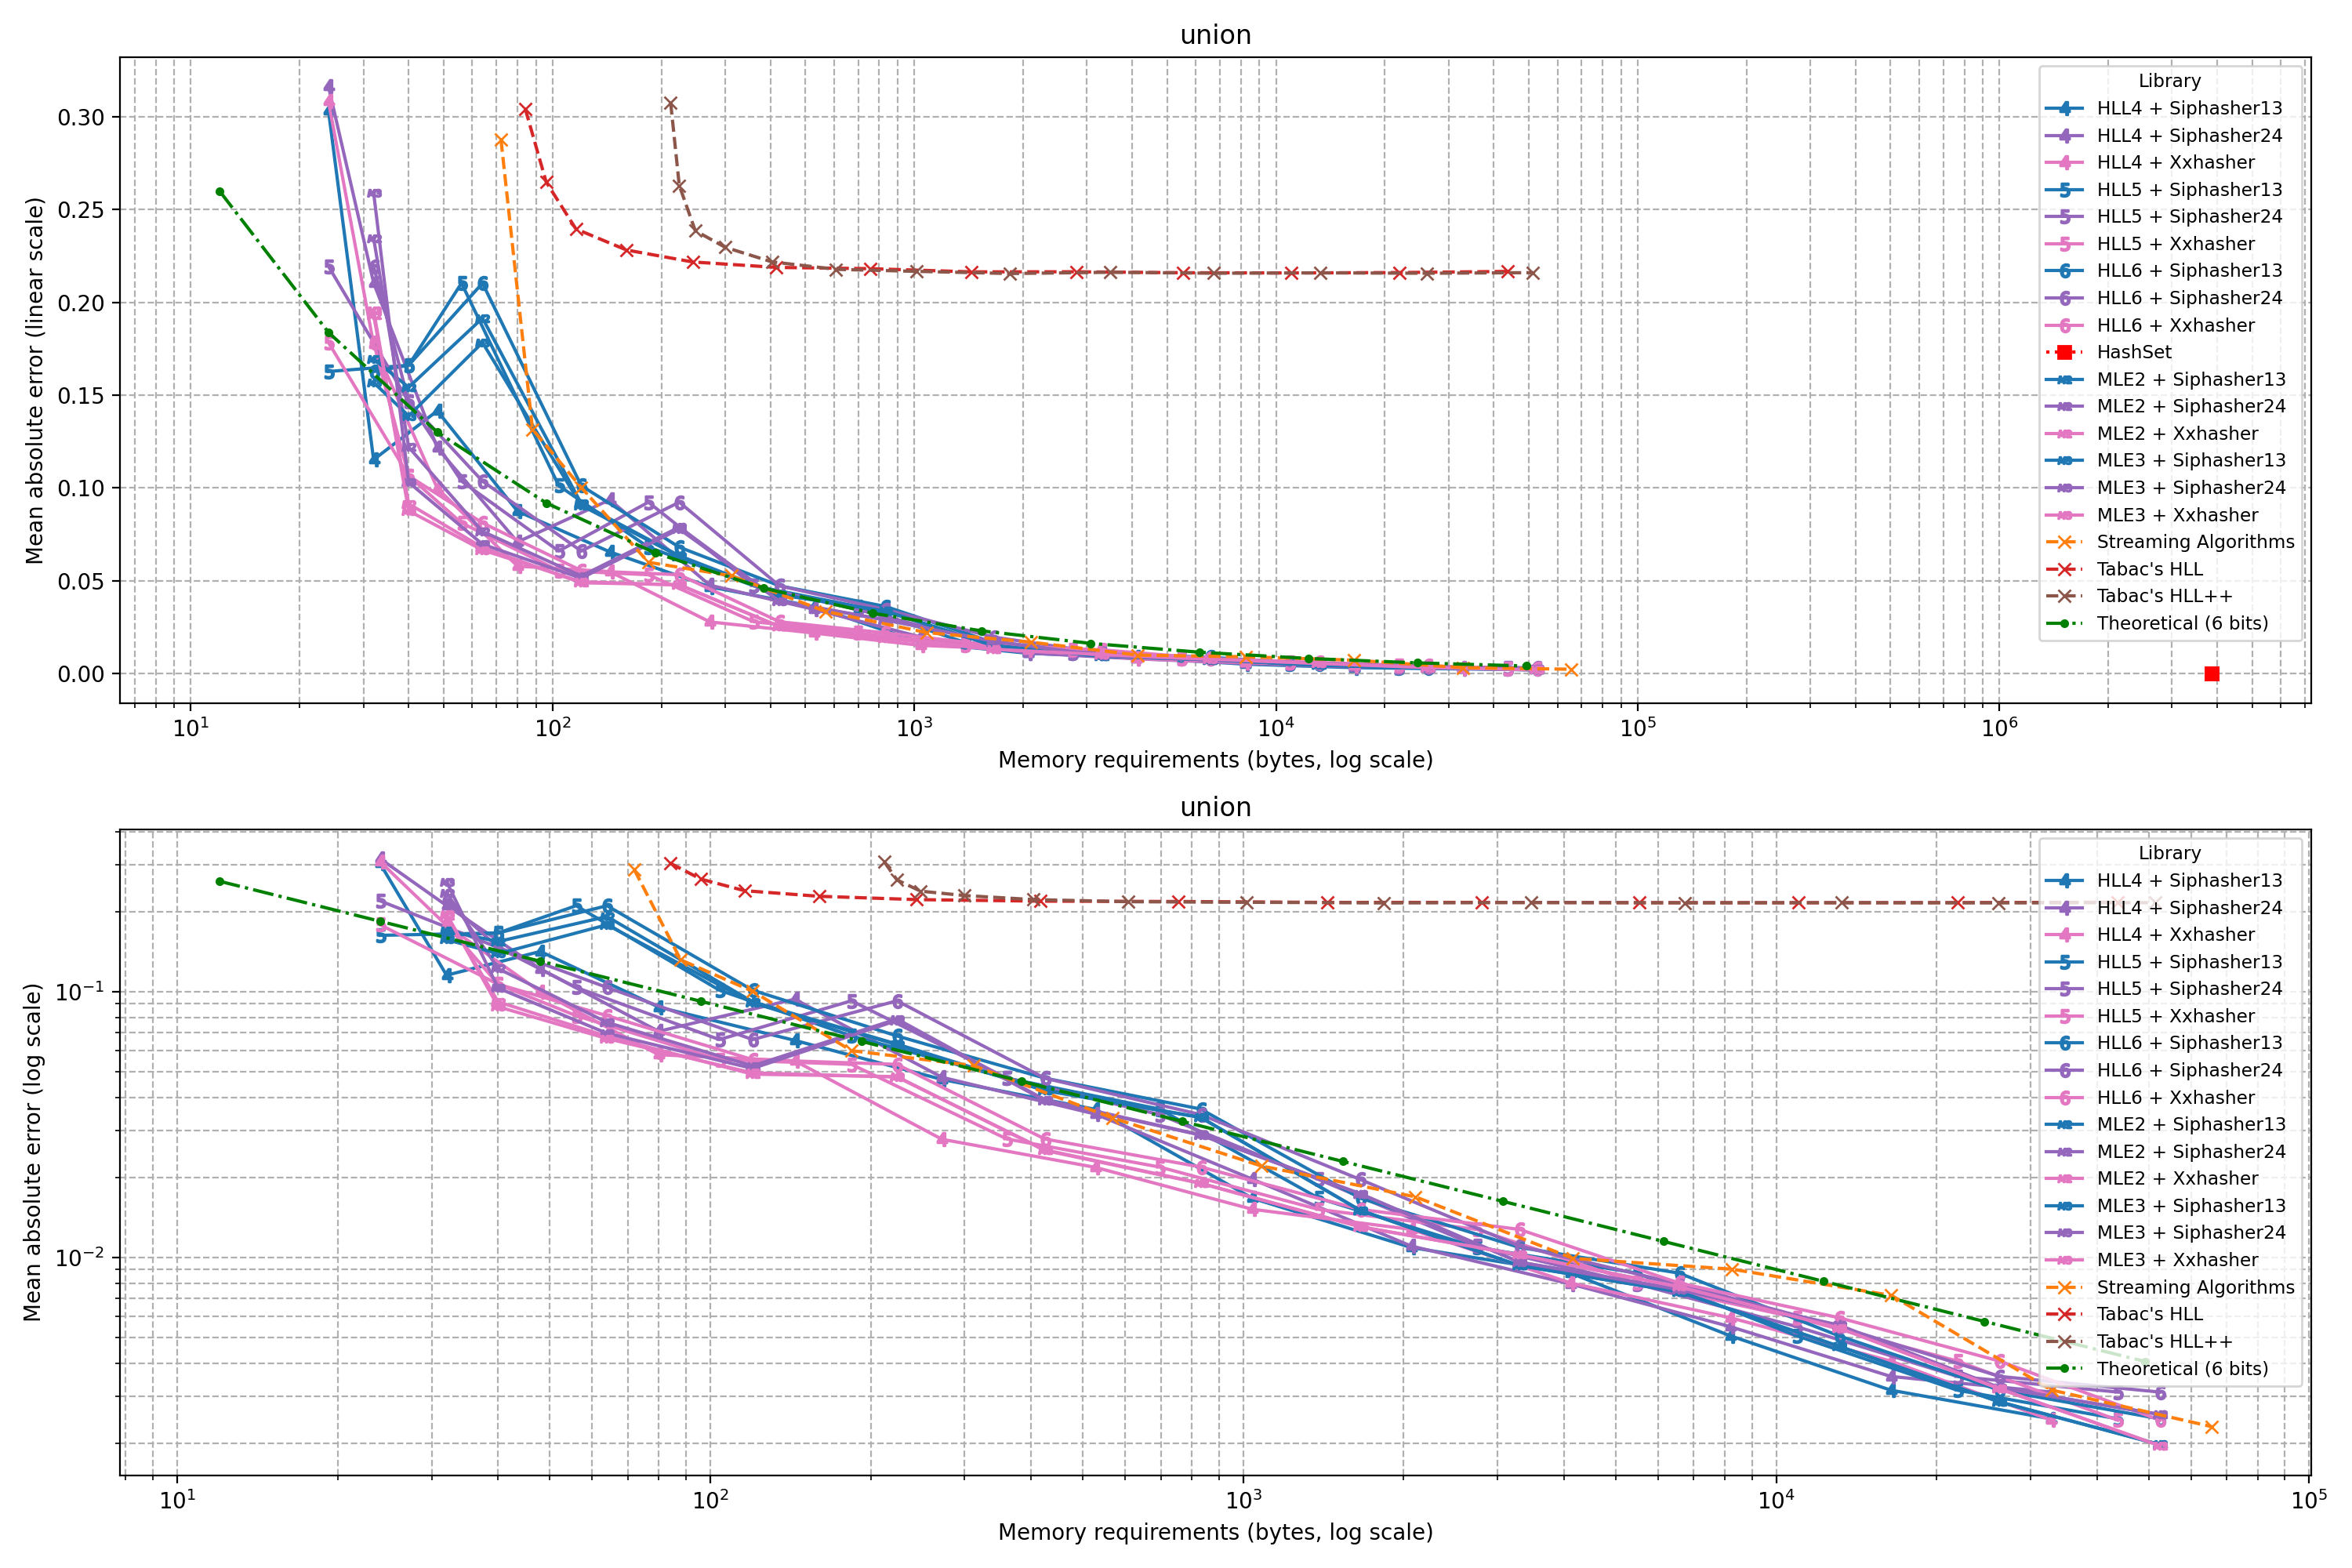 union
0.30
0.25
0.20
0.15
0.10
0.05
0.00
Mean absolute error (linear scale)
10¹ 10² 10³ 10⁴ 10⁵ 10⁶
Memory requirements (bytes, log scale)
Library
HLL4 + Siphasher13
HLL4 + Siphasher24
HLL4 + Xxhasher
HLL5 + Siphasher13
HLL5 + Siphasher24
HLL5 + Xxhasher
HLL6 + Siphasher13
HLL6 + Siphasher24
HLL6 + Xxhasher
HashSet
MLE2 + Siphasher13
MLE2 + Siphasher24
MLE2 + Xxhasher
MLE3 + Siphasher13
MLE3 + Siphasher24
MLE3 + Xxhasher
Streaming Algorithms
Tabac's HLL
Tabac's HLL++
Theoretical (6 bits)
union
10⁻¹
10⁻²
Mean absolute error (log scale)
10¹ 10² 10³ 10⁴ 10⁵
Memory requirements (bytes, log scale)
Library
HLL4 + Siphasher13
HLL4 + Siphasher24
HLL4 + Xxhasher
HLL5 + Siphasher13
HLL5 + Siphasher24
HLL5 + Xxhasher
HLL6 + Siphasher13
HLL6 + Siphasher24
HLL6 + Xxhasher
MLE2 + Siphasher13
MLE2 + Siphasher24
MLE2 + Xxhasher
MLE3 + Siphasher13
MLE3 + Siphasher24
MLE3 + Xxhasher
Streaming Algorithms
Tabac's HLL
Tabac's HLL++
Theoretical (6 bits)